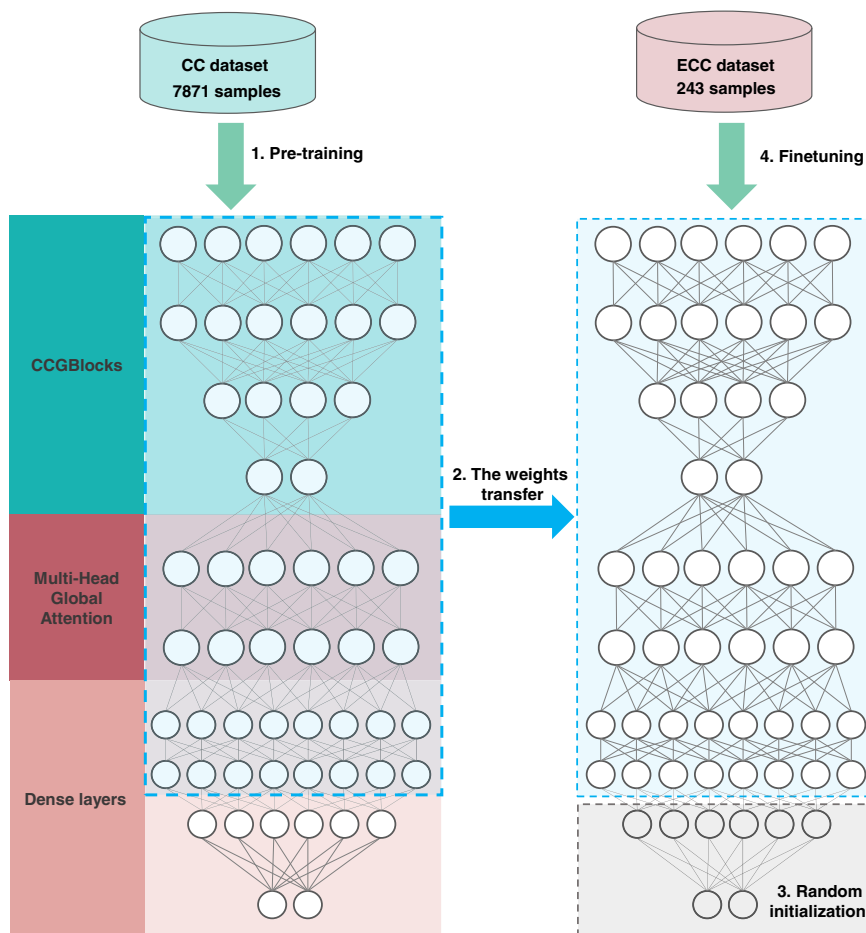 CC dataset
7871 samples
ECC dataset
243 samples
1. Pre-training
4. Finetuning
CCGBlocks
2. The weights
transfer
Multi-Head
Global
Attention
Dense layers
3. Random
initialization